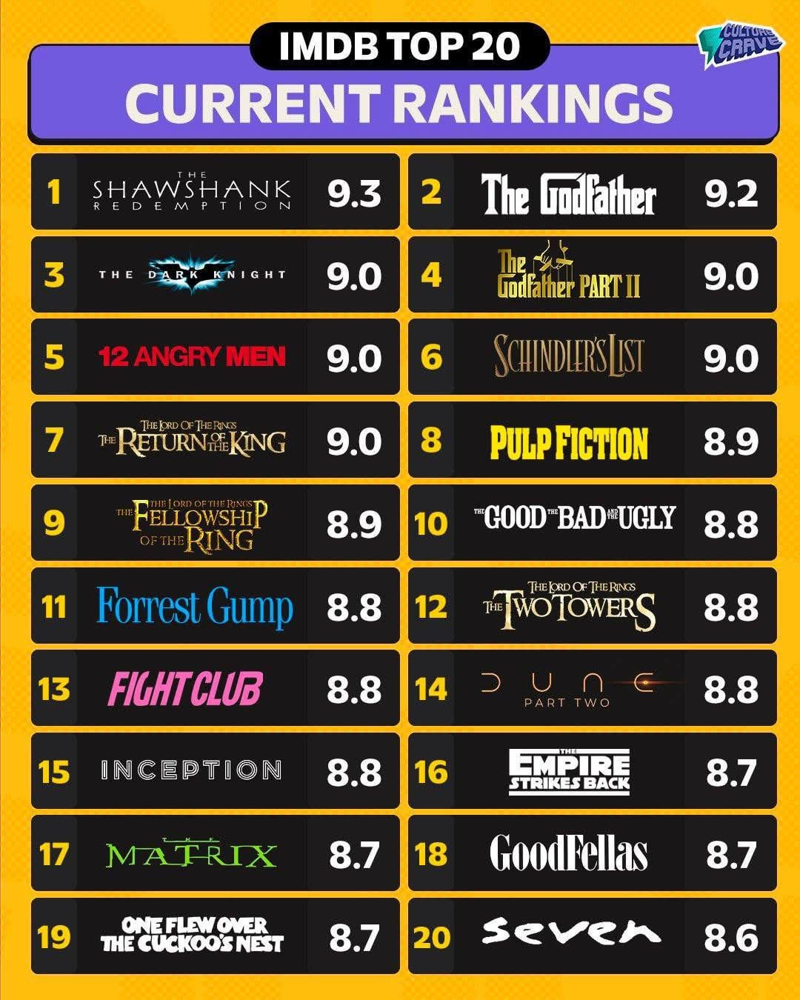 IMDB TOP 20
CULTURE
CRAVE
CURRENT RANKINGS
1
THE
SHAWSHANK
REDEMPTION
9.3
2
The Godfather
9.2
3
THE DARK KNIGHT
9.0
4
The
Godfather PART II
9.0
5
12 ANGRY MEN
9.0
6
SCHINDLER'S LIST
9.0
7
THE LORD OF THE RINGS
THE RETURN OF THE KING
9.0
8
PULP FICTION
8.9
9
THE LORD OF THE RINGS
THE FELLOWSHIP
OF THE RING
8.9
10
THE GOOD THE BAD AND THE UGLY
8.8
11
Forrest Gump
8.8
12
THE LORD OF THE RINGS
THE TWO TOWERS
8.8
13
FIGHT CLUB
8.8
14
DUNE
PART TWO
8.8
15
INCEPTION
8.8
16
THE
EMPIRE
STRIKES BACK
8.7
17
THE
MATRIX
8.7
18
GoodFellas
8.7
19
ONE FLEW OVER
THE CUCKOO'S NEST
8.7
20
Seven
8.6